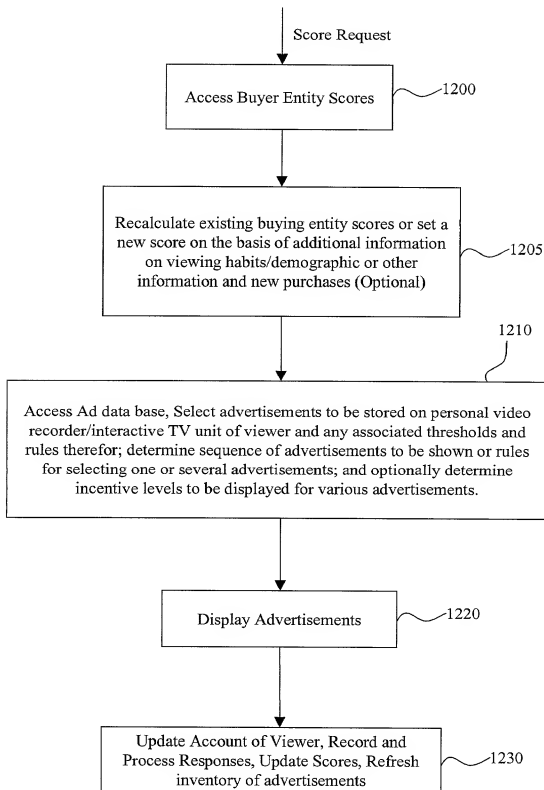 Score Request
Access Buyer Entity Scores
1200
Recalculate existing buying entity scores or set a
new score on the basis of additional information
on viewing habits/demographic or other
information and new purchases (Optional)
1205
1210
Access Ad data base, Select advertisements to be stored on personal video
recorder/interactive TV unit of viewer and any associated thresholds and
rules therefor; determine sequence of advertisements to be shown or rules
for selecting one or several advertisements; and optionally determine
incentive levels to be displayed for various advertisements.
Display Advertisements
1220
Update Account of Viewer, Record and
Process Responses, Update Scores, Refresh
inventory of advertisements
1230